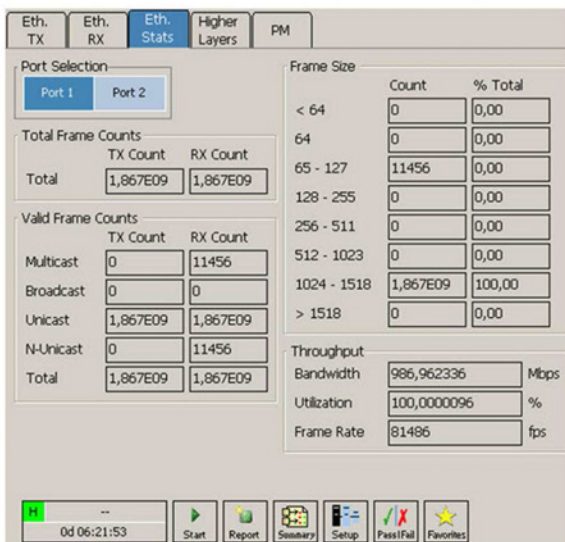 Eth. TX Eth. RX Eth. Stats Higher Layers PM
Port Selection
Port 1 Port 2
Total Frame Counts
TX Count RX Count
Total 1,867E09 1,867E09
Valid Frame Counts
TX Count RX Count
Multicast 0 11456
Broadcast 0 0
Unicast 1,867E09 1,867E09
N-Unicast 0 11456
Total 1,867E09 1,867E09
Frame Size
Count % Total
< 64 0 0,00
64 0 0,00
65 - 127 11456 0,00
128 - 255 0 0,00
256 - 511 0 0,00
512 - 1023 0 0,00
1024 - 1518 1,867E09 100,00
> 1518 0 0,00
Throughput
Bandwidth 986,962336 Mbps
Utilization 100,0000096 %
Frame Rate 81486 fps
H --
0d 06:21:53
Start Report Summary Setup Pass|Fail Favorites